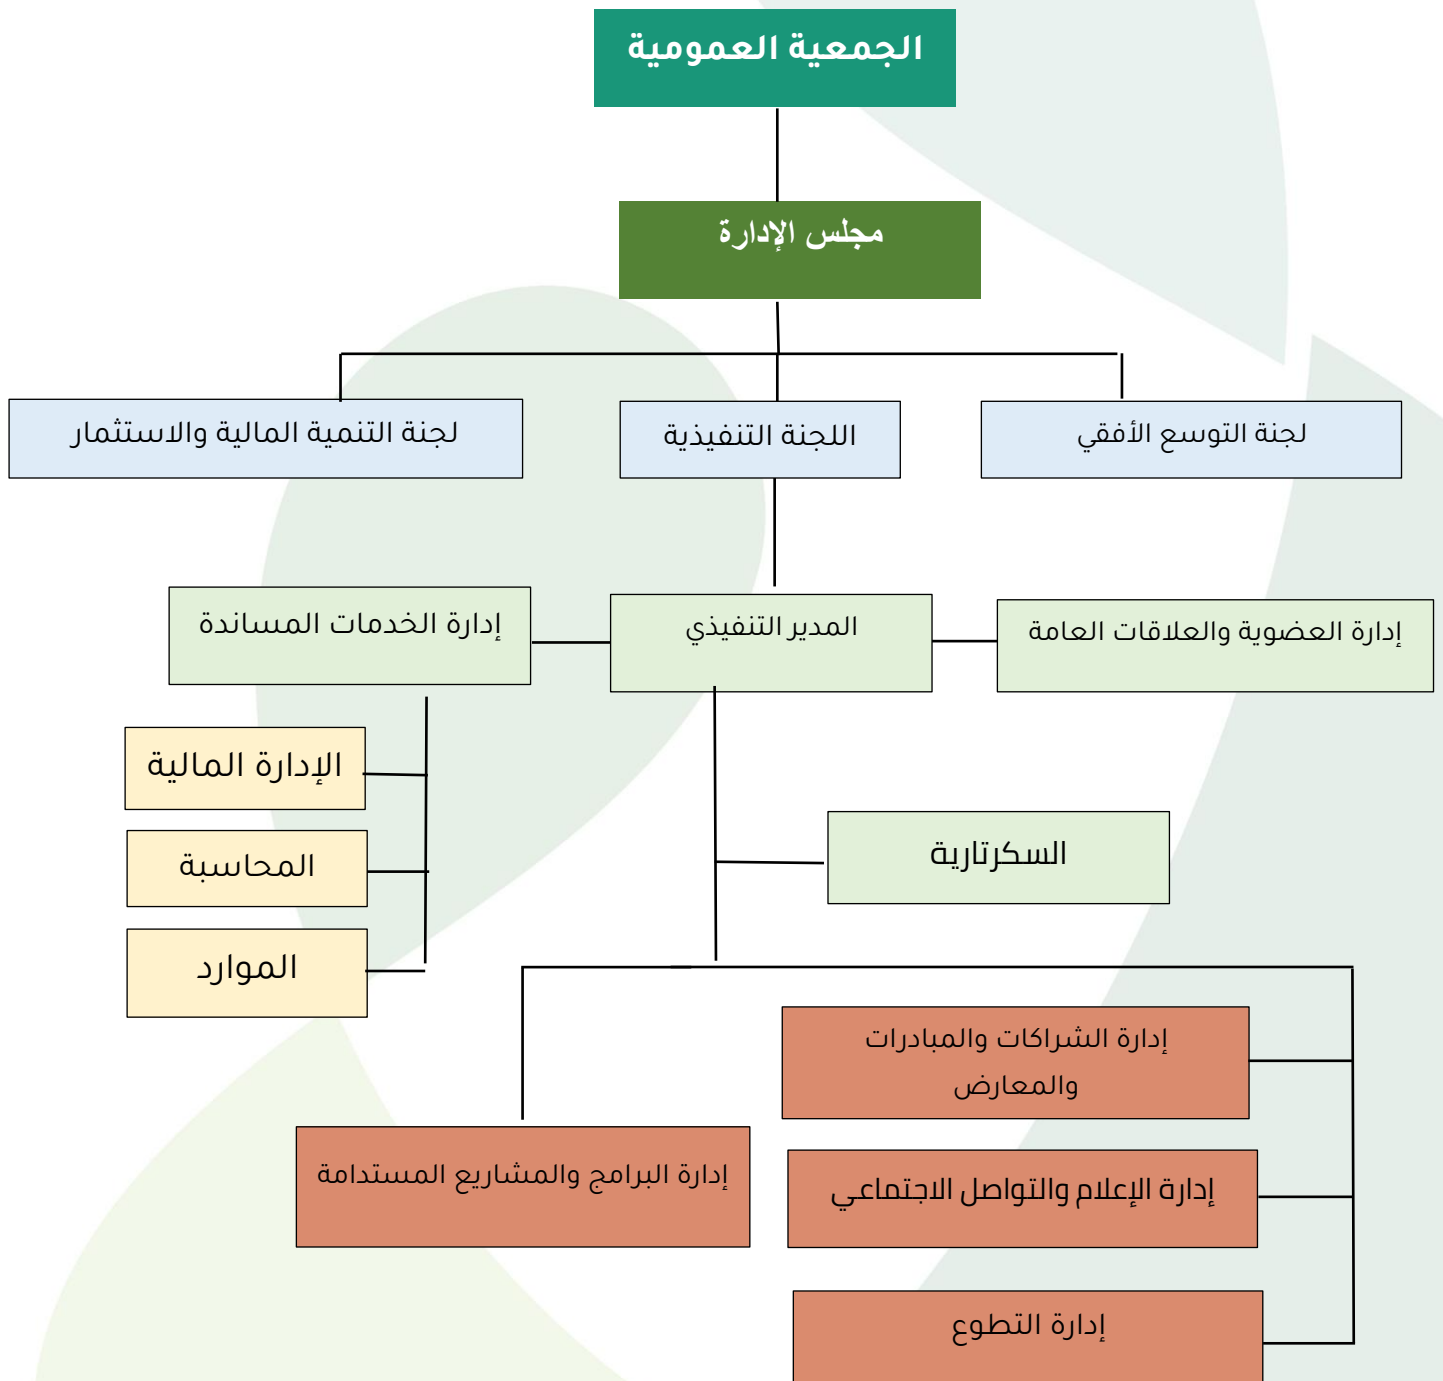 الجمعية العمومية
مجلس الإدارة
لجنة التوسع الأفقي
اللجنة التنفيذية
لجنة التنمية المالية والاستثمار
إدارة العضوية والعلاقات العامة
المدير التنفيذي
إدارة الخدمات المساندة
الإدارة المالية
المحاسبة
الموارد
السكرتارية
إدارة الشراكات والمبادرات
والمعارض
إدارة الإعلام والتواصل الاجتماعي
إدارة التطوع
إدارة البرامج والمشاريع المستدامة